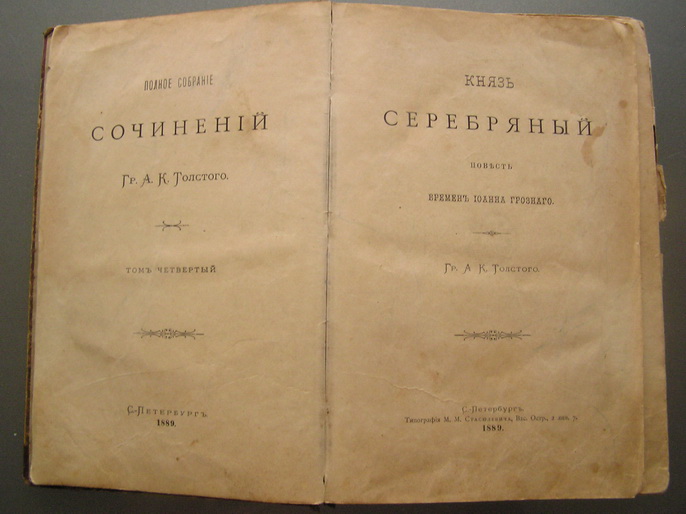 ПОЛНОЕ СОБРАНІЕ
СОЧИНЕНІЙ
ГР. А. К. ТОЛСТОГО.
ТОМЪ ЧЕТВЕРТЫЙ
С.-ПЕТЕРБУРГЪ
1889.
КНЯЗЬ
СЕРЕБРЯНЫЙ
ПОВѢСТЬ
ВРЕМЕНЪ ІОАННА ГРОЗНАГО.
ГР. А. К. ТОЛСТОГО.
С.-Петербургъ.
Типографія М. М. Стасюлевича, Вас. Остр., 2 лин. 7.
1889.